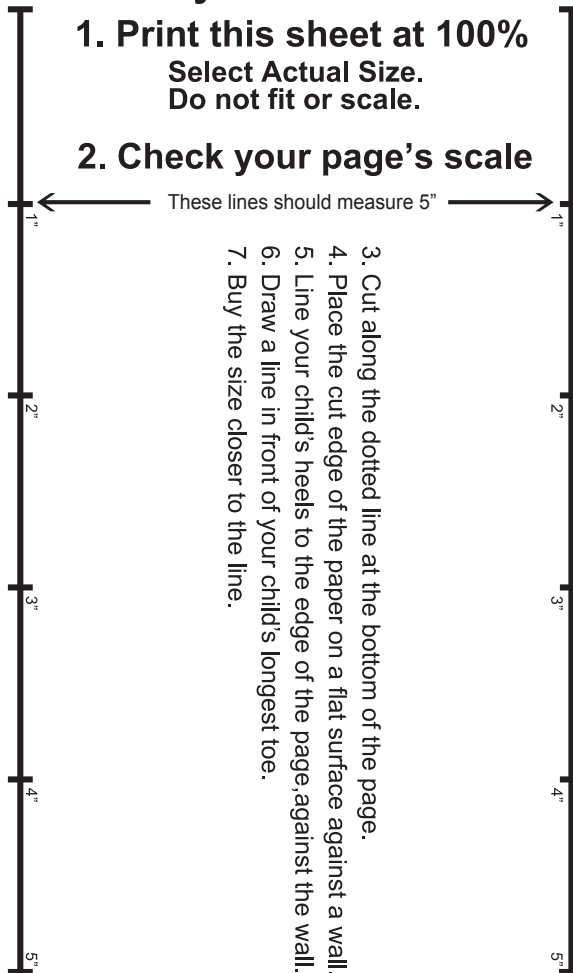 1. Print this sheet at 100%
Select Actual Size.
Do not fit or scale.
2. Check your page's scale
These lines should measure 5"
3. Cut along the dotted line at the bottom of the page.
4. Place the cut edge of the paper on a flat surface against a wall.
5. Line your child's heels to the edge of the page,against the wall.
6. Draw a line in front of your child's longest toe.
7. Buy the size closer to the line.
1"
2"
3"
4"
5"
1"
2"
3"
4"
5"